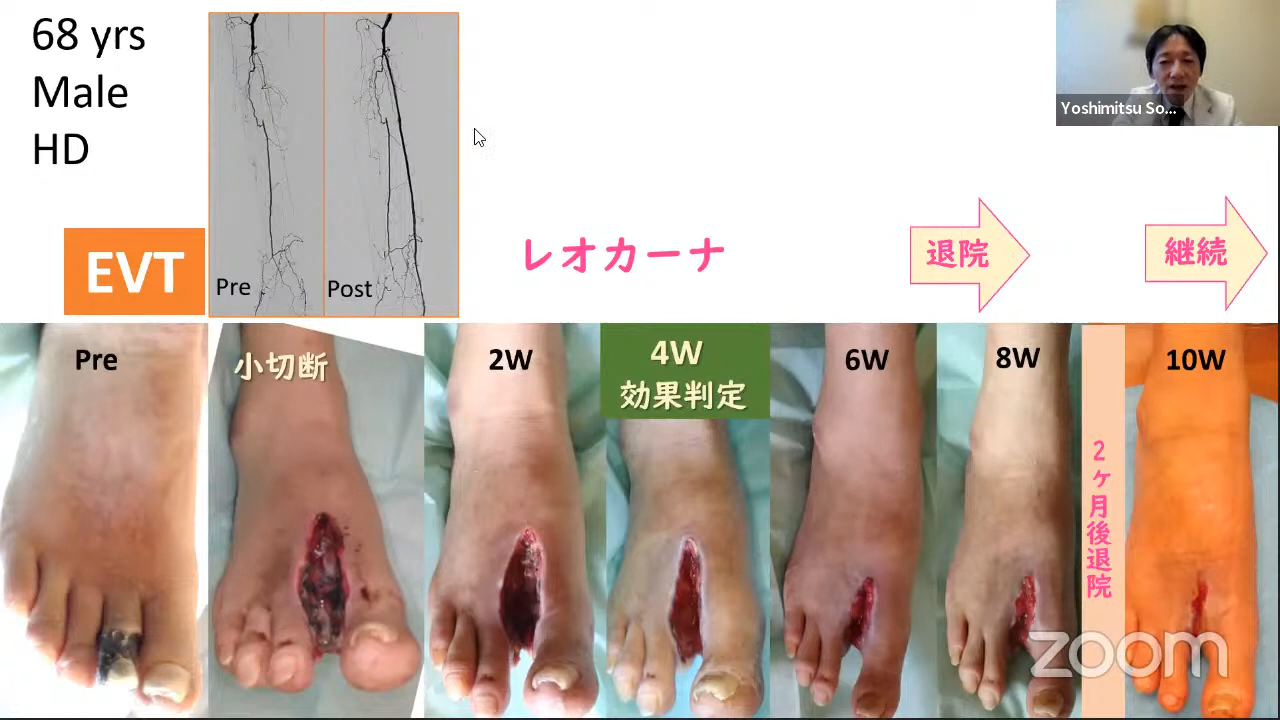 68 yrs
Male
HD
EVT
Pre
Post
レオカーナ
退院
継続
Yoshimitsu So...
Pre
小切断
2W
4W
効果判定
6W
8W
2ヶ月後退院
10W
zoom